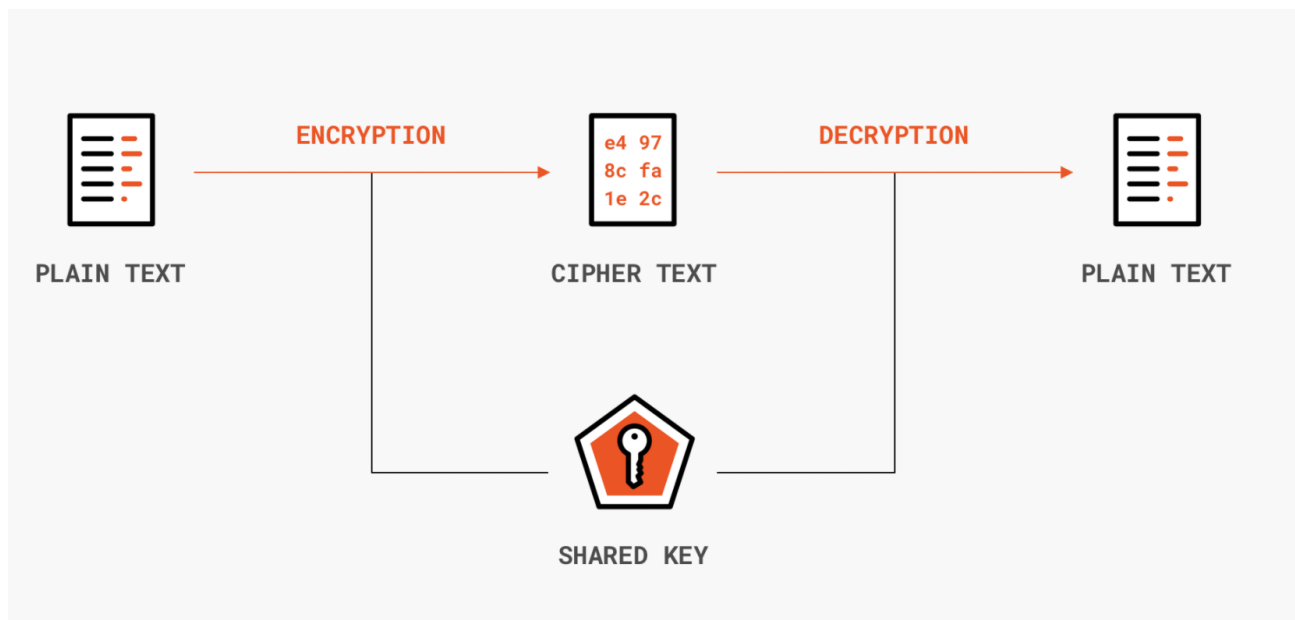 ENCRYPTION
DECRYPTION
e4 97
8c fa
1e 2c
PLAIN TEXT
CIPHER TEXT
PLAIN TEXT
SHARED KEY